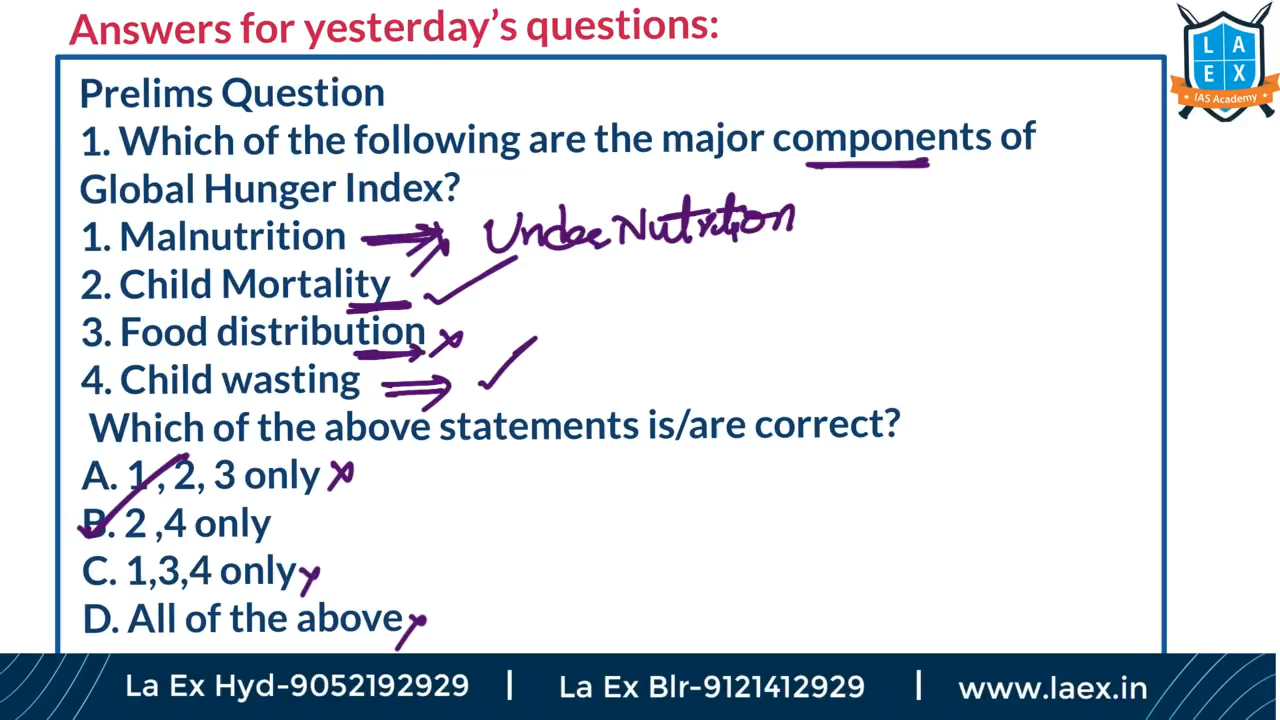 Answers for yesterday's questions:
L A
E X
IAS Academy
Prelims Question
1. Which of the following are the major components of
Global Hunger Index?
1. Malnutrition UnderNutrition
2. Child Mortality
3. Food distribution
4. Child wasting
Which of the above statements is/are correct?
A. 1 , 2, 3 only
B. 2 ,4 only
C. 1,3,4 only
D. All of the above
La Ex Hyd-9052192929 | La Ex Blr-9121412929 | www.laex.in